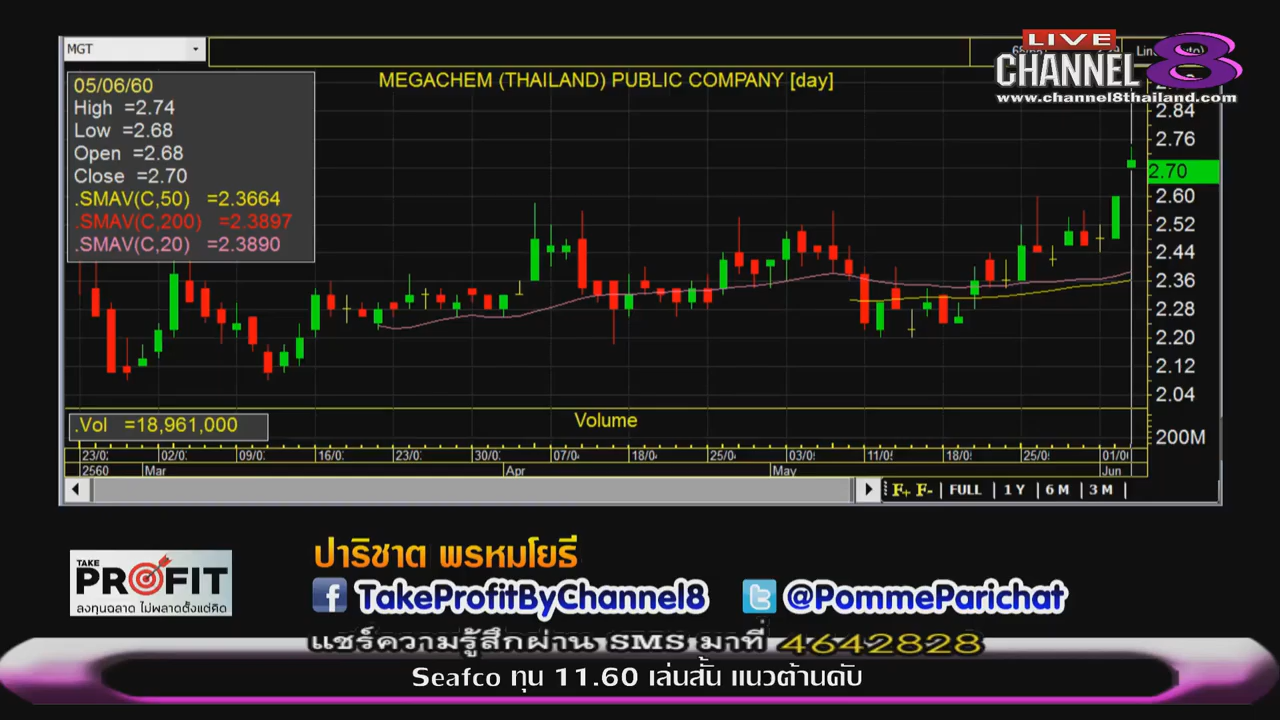 MGT
LIVE
CHANNEL 8
www.channel8thailand.com
MEGACHEM (THAILAND) PUBLIC COMPANY [day]
05/06/60
High =2.74
Low =2.68
Open =2.68
Close =2.70
.SMAV(C,50) =2.3664
.SMAV(C,200) =2.3897
.SMAV(C,20) =2.3890
2.84
2.76
2.70
2.60
2.52
2.44
2.36
2.28
2.20
2.12
2.04
.Vol =18,961,000
Volume
200M
23/0 02/0 09/0 16/0 23/0 30/0 07/0 18/0 25/0 03/0 11/0 18/0 25/0 01/0
2560 Mar Apr May Jun
F+ F- FULL 1 Y 6 M 3 M
TAKE
PROFIT
ลงทุนฉลาด ไม่พลาดตั้งแต่คิด
ปาริชาต พรหมโยธี
TakeProfitByChannel8 @PommeParichat
แชร์ความรู้สึกผ่าน SMS มาที่ 4642828
Seafco ทุน 11.60 เล่นสั้น แนวต้านคับ